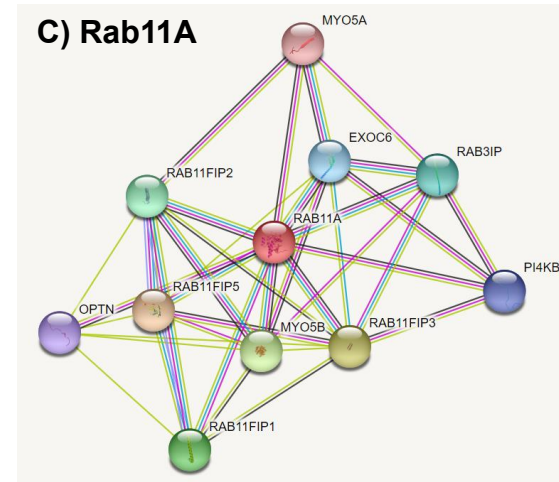 C) Rab11A
MYO5A
EXOC6
RAB3IP
RAB11FIP2
RAB11A
PI4KB
RAB11FIP5
OPTN
MYO5B
RAB11FIP3
RAB11FIP1